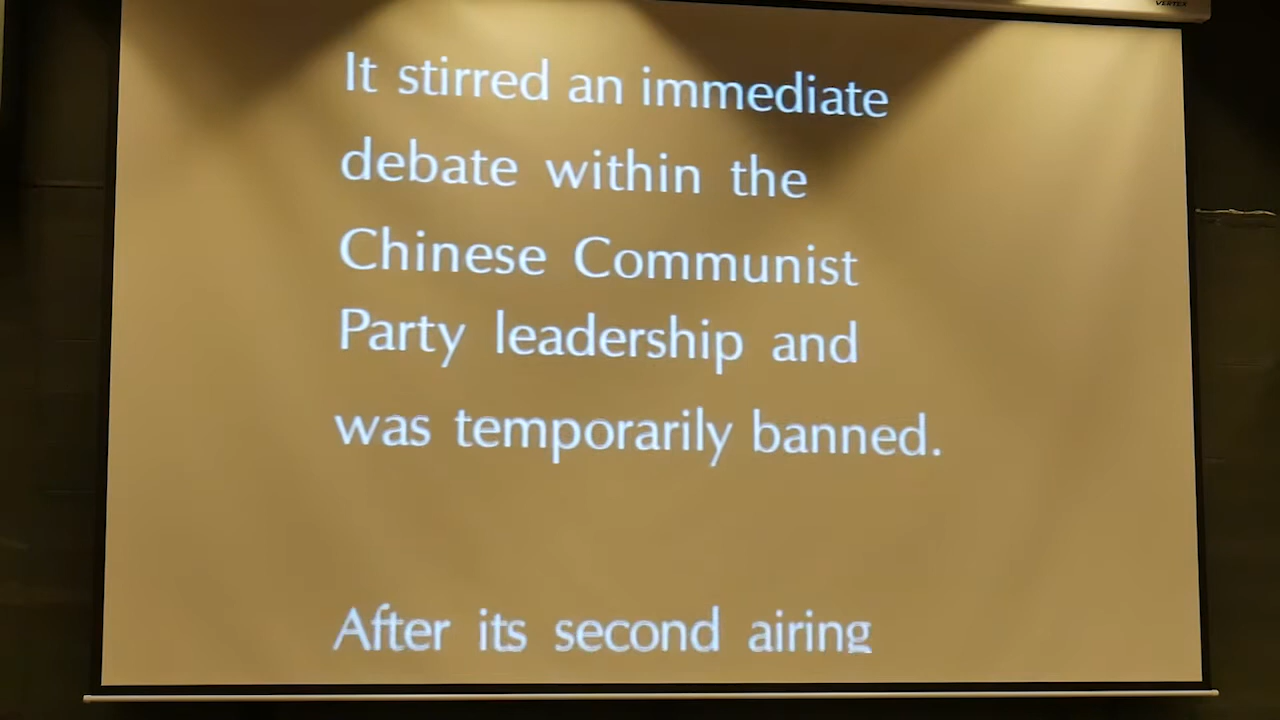 VERTEX
It stirred an immediate
debate within the
Chinese Communist
Party leadership and
was temporarily banned.
After its second airing